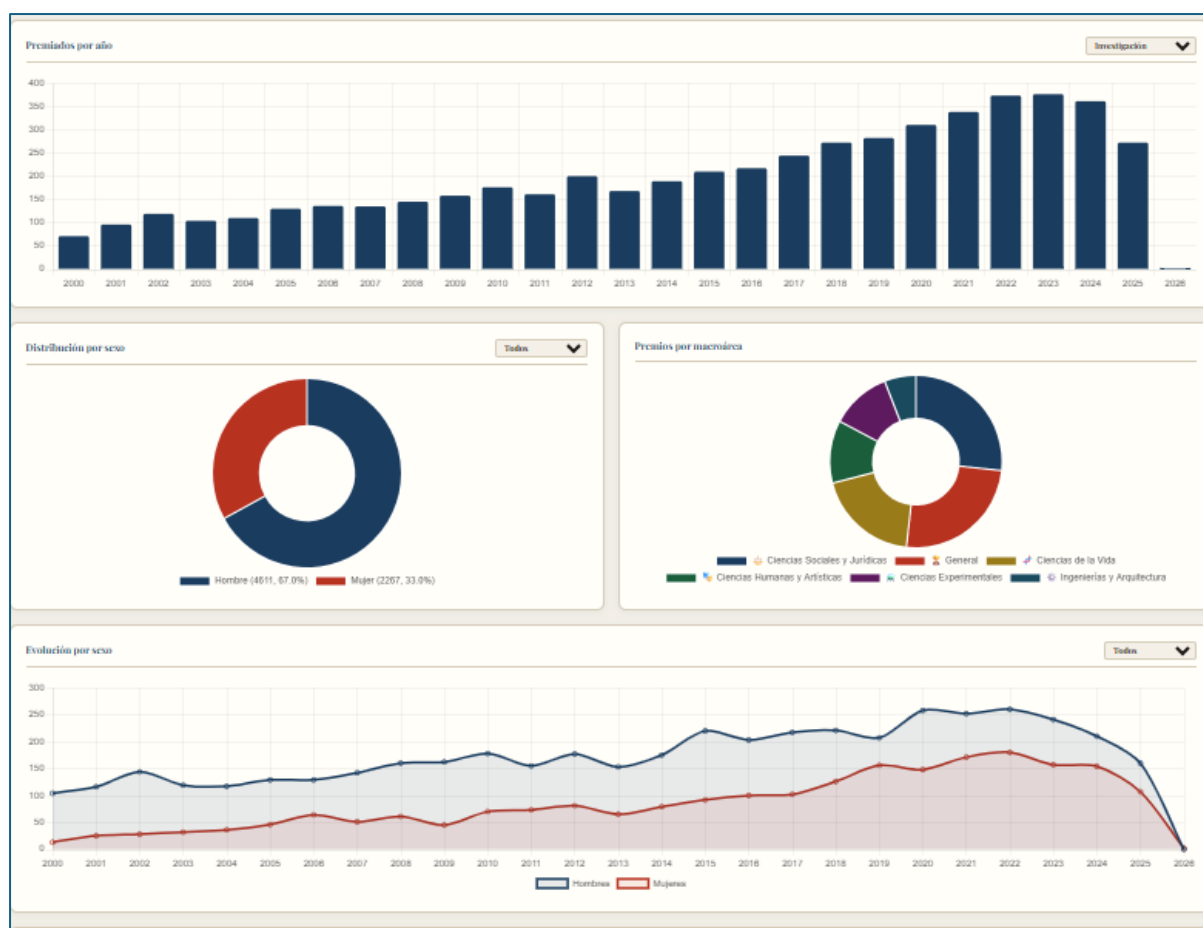 Premiados por año
Investigación
400
350
300
250
200
150
100
50
0
2000 2001 2002 2003 2004 2005 2006 2007 2008 2009 2010 2011 2012 2013 2014 2015 2016 2017 2018 2019 2020 2021 2022 2023 2024 2025 2026
Distribución por sexo
Todos
Hombre (4611, 67.0%) Mujer (2267, 33.0%)
Premios por macroárea
Ciencias Sociales y Jurídicas General Ciencias de la Vida
Ciencias Humanas y Artísticas Ciencias Experimentales Ingenierías y Arquitectura
Evolución por sexo
Todos
300
250
200
150
100
50
0
2000 2001 2002 2003 2004 2005 2006 2007 2008 2009 2010 2011 2012 2013 2014 2015 2016 2017 2018 2019 2020 2021 2022 2023 2024 2025 2026
Hombres Mujeres